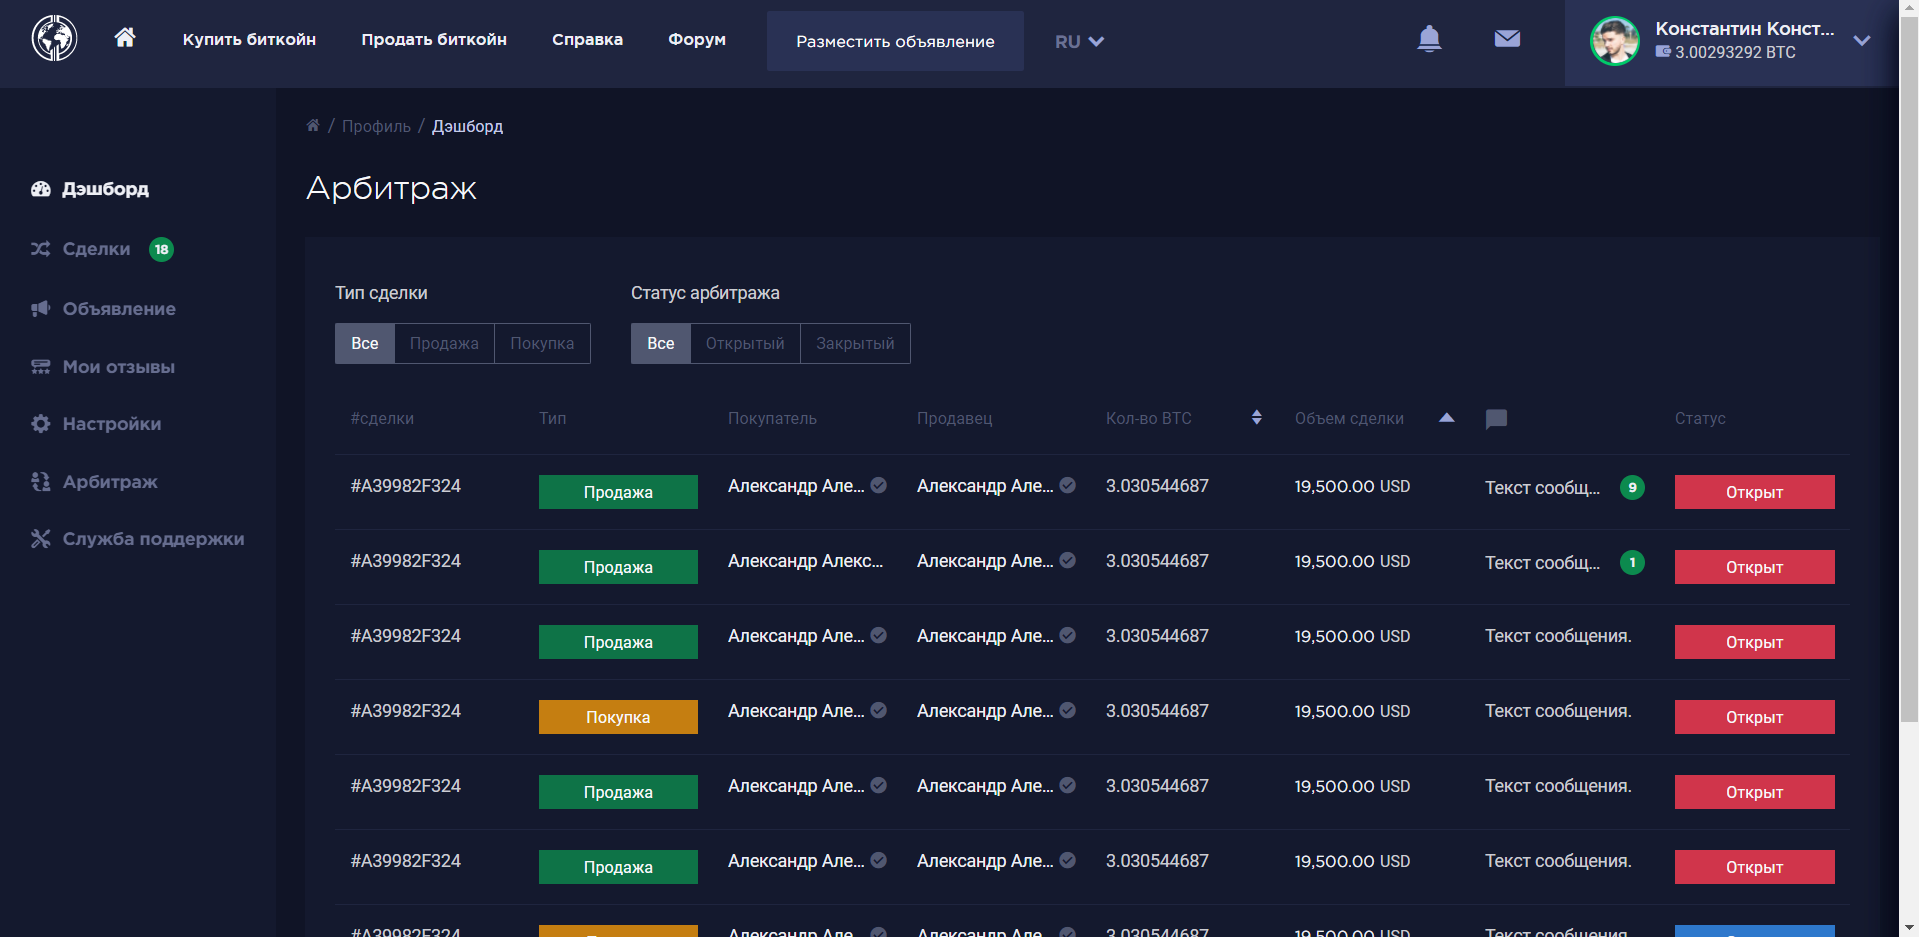 Купить биткойн Продать биткойн Справка Форум Разместить объявление RU Константин Конст...
3.00293292 BTC
/ Профиль / Дэшборд
Арбитраж
Дэшборд
Сделки 18
Объявление
Мои отзывы
Настройки
Арбитраж
Служба поддержки
Тип сделки Статус арбитража
Все Продажа Покупка Все Открытый Закрытый
#сделки Тип Покупатель Продавец Кол-во BTC Объем сделки Статус
#A39982F324 Продажа Александр Але... Александр Але... 3.030544687 19,500.00 USD Текст сообщ... 9 Открыт
#A39982F324 Продажа Александр Алекс... Александр Але... 3.030544687 19,500.00 USD Текст сообщ... 1 Открыт
#A39982F324 Продажа Александр Але... Александр Але... 3.030544687 19,500.00 USD Текст сообщения. Открыт
#A39982F324 Покупка Александр Але... Александр Але... 3.030544687 19,500.00 USD Текст сообщения. Открыт
#A39982F324 Продажа Александр Але... Александр Але... 3.030544687 19,500.00 USD Текст сообщения. Открыт
#A39982F324 Продажа Александр Але... Александр Але... 3.030544687 19,500.00 USD Текст сообщения. Открыт
#A39982F324 Александр Але... Александр Але... 3.030544687 19,500.00 USD Текст сообщения.